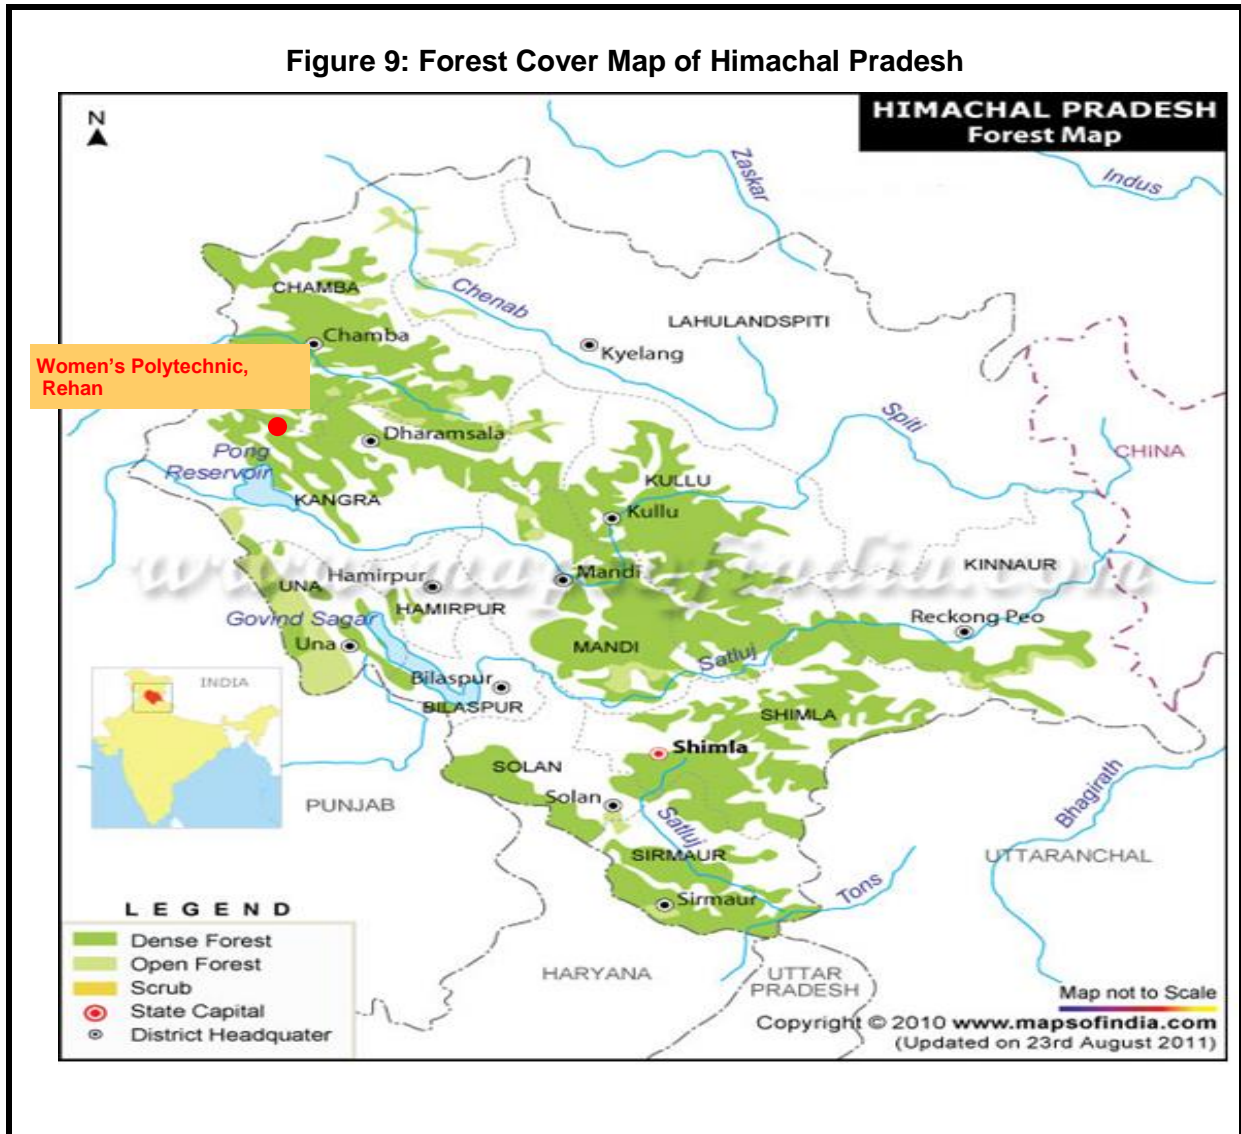 Figure 9: Forest Cover Map of Himachal Pradesh
N
HIMACHAL PRADESH
Forest Map
Zaskar
Indus
CHAMBA
Chenab
LAHULANDSPITI
Chamba
Kyelang
Women's Polytechnic,
Rehan
Spiti
Dharamsala
CHINA
Pong
Reservoir
KULLU
KANGRA
Kullu
www.mapsofindia.com
KINNAUR
Mandi
Hamirpur
UNA
HAMIRPUR
Reckong Peo
Govind Sagar
Una
MANDI
Satluj
INDIA
Bilaspur
BILASPUR
SHIMLA
Shimla
SOLAN
Solan
PUNJAB
Satluj
Bhagirath
SIRMAUR
UTTARANCHAL
Sirmaur
Tons
LEGEND
Dense Forest
Open Forest
Scrub
State Capital
District Headquater
HARYANA
UTTAR
PRADESH
Map not to Scale
Copyright © 2010 www.mapsofindia.com
(Updated on 23rd August 2011)